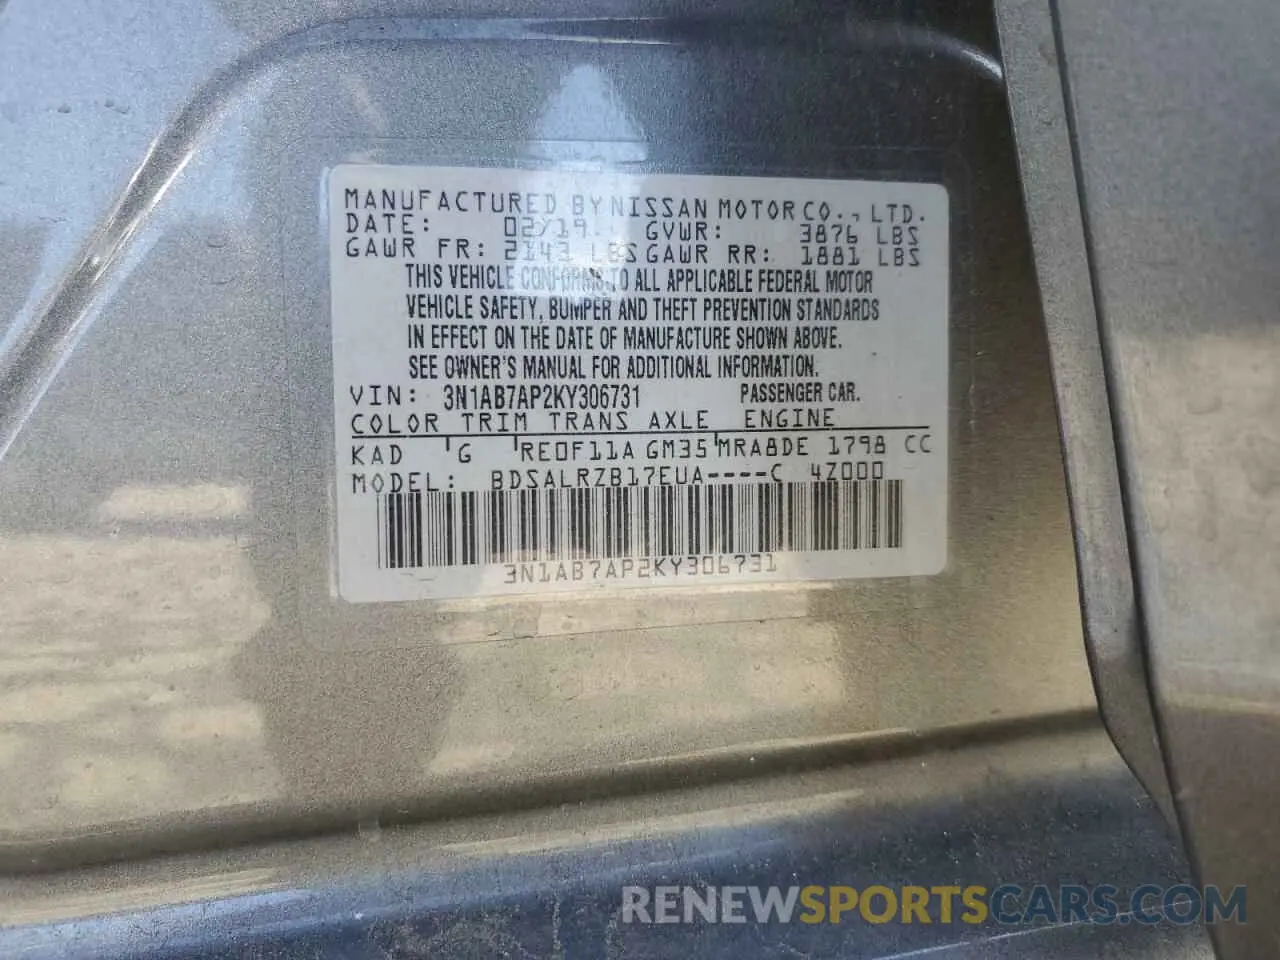 MANUFACTURED BY NISSAN MOTOR CO., LTD.
DATE: 02/19 GVWR: 3876 LBS
GAWR FR: 2143 LBS GAWR RR: 1881 LBS
THIS VEHICLE CONFORMS TO ALL APPLICABLE FEDERAL MOTOR
VEHICLE SAFETY, BUMPER AND THEFT PREVENTION STANDARDS
IN EFFECT ON THE DATE OF MANUFACTURE SHOWN ABOVE.
SEE OWNER'S MANUAL FOR ADDITIONAL INFORMATION.
VIN: 3N1AB7AP2KY306731 PASSENGER CAR.
COLOR TRIM TRANS AXLE ENGINE
KAD G RE0F11A GM35 MRA8DE 1798 CC
MODEL: BDSALRZB17EUA----C 4Z000
3N1AB7AP2KY306731
RENEWSPORTSCARS.COM